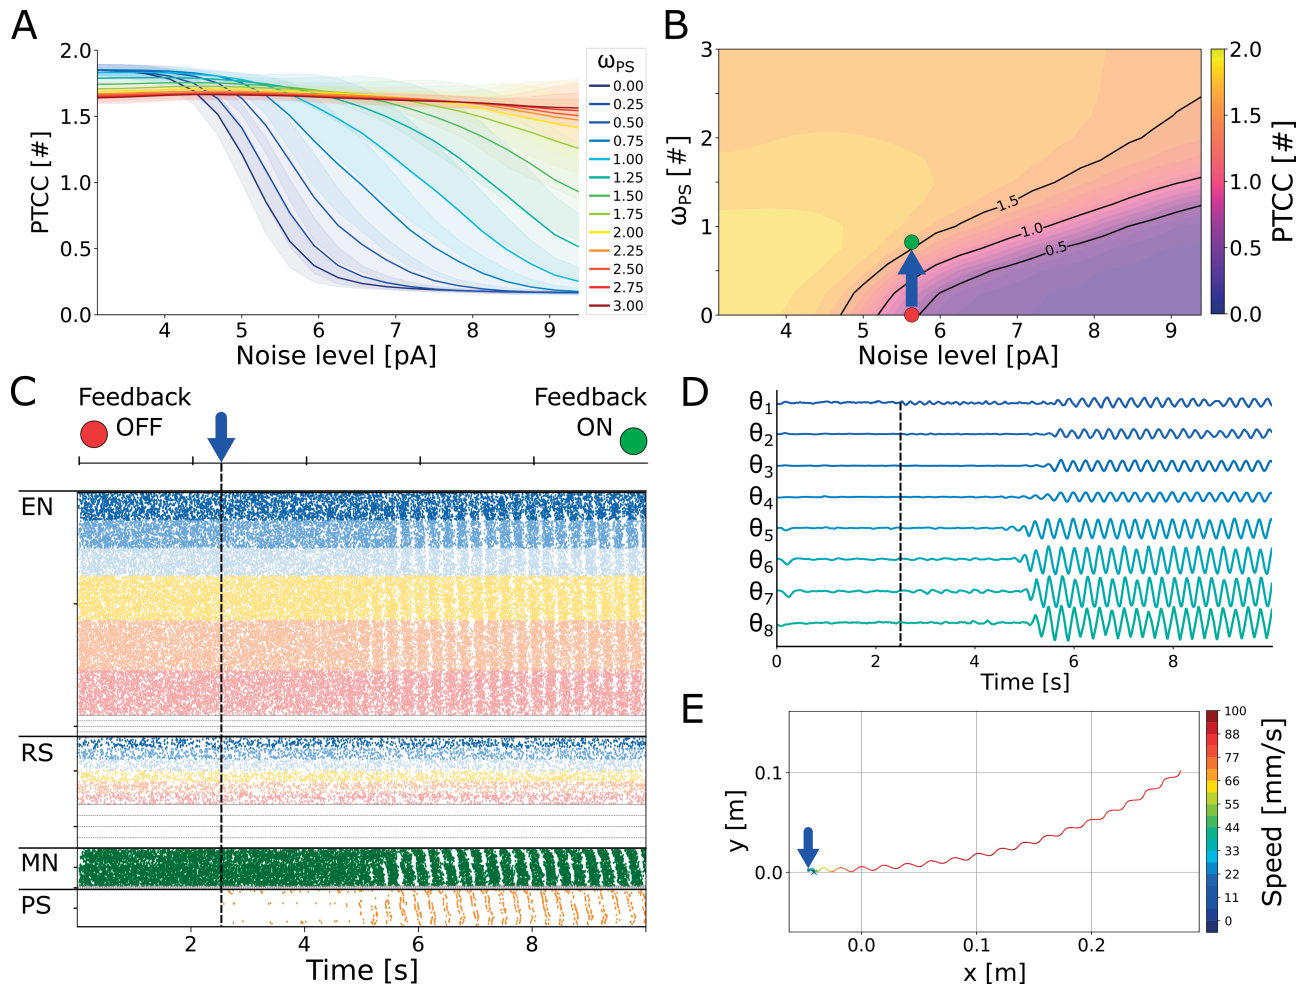 A
2.0
1.5
1.0
0.5
0.0
PTCC [#]
4 5 6 7 8 9
Noise level [pA]
ωPS
0.00
0.25
0.50
0.75
1.00
1.25
1.50
1.75
2.00
2.25
2.50
2.75
3.00
B
3
2
1
0
ωPS [#]
1.5
1.0
0.5
4 5 6 7 8 9
Noise level [pA]
2.0
1.5
1.0
0.5
0.0
PTCC [#]
C
Feedback
OFF
Feedback
ON
EN
RS
MN
PS
2 4 6 8
Time [s]
D
θ1
θ2
θ3
θ4
θ5
θ6
θ7
θ8
0 2 4 6 8
Time [s]
E
0.1
0.0
y [m]
0.0 0.1 0.2
x [m]
100
88
77
66
55
44
33
22
11
0
Speed [mm/s]